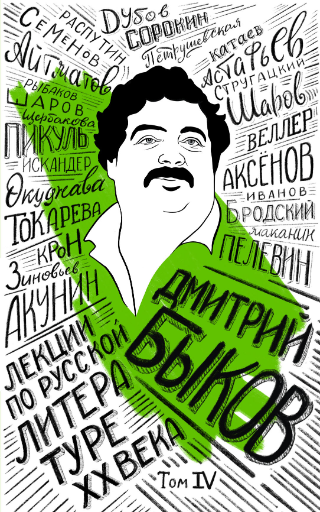 РАСПУТИН
СЕМЕНОВ
АЙТМАТОВ
РЫБАКОВ
ШАРОВ
Щербакова
ПИКУЛЬ
ИСКАНДЕР
Окуджава
ТОКАРЕВА
КРОН
Зиновьев
АКУНИН
Дубов
СОРОКИН
Петрушевская
КАТАЕВ
АСТАФЬЕВ
СТРУГАЦКИЙ
Шаров
ВЕЛЛЕР
АКСЁНОВ
ИВАНОВ
БРОДСКИЙ
МАКАНИН
ПЕЛЕВИН
ДМИТРИЙ
БЫКОВ
ЛЕКЦИИ
ПО РУССКОЙ
ЛИТЕРА
ТУРЕ
XX ВЕКА
Том IV